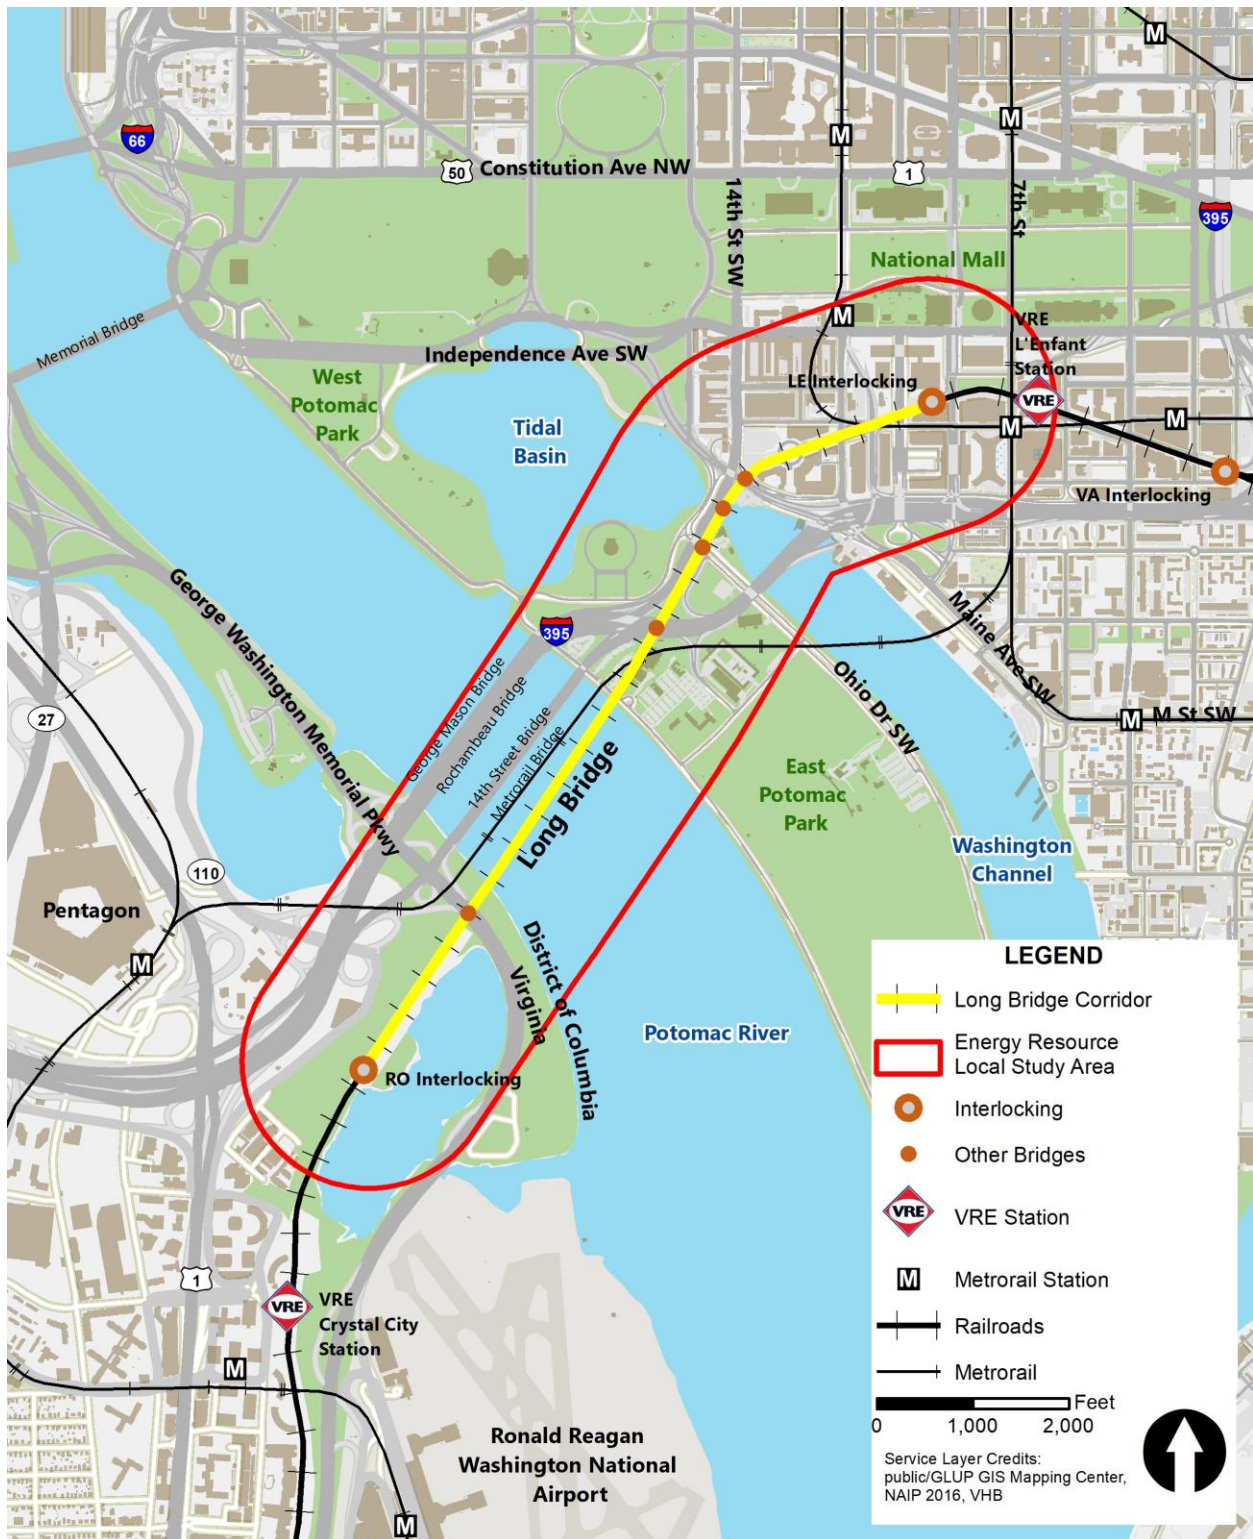 M
66
M
M
50
Constitution Ave NW
1
14th St SW
7th St
395
National Mall
Memorial Bridge
M
VRE
L'Enfant
Station
Independence Ave SW
West
Potomac
Park
LE Interlocking
VRE
Tidal
Basin
M
M
VA Interlocking
George Washington Memorial Pkwy
395
Maine Ave SW
George Mason Bridge
Rochambeau Bridge
14th Street Bridge
Metrorail Bridge
Long Bridge
Ohio Dr SW
27
M
M St SW
East
Potomac
Park
Washington
Channel
110
Pentagon
M
District of Columbia
Virginia
Potomac River
RO Interlocking
1
VRE
VRE
Crystal City
Station
M
Ronald Reagan
Washington National
Airport
M
LEGEND
Long Bridge Corridor
Energy Resource
Local Study Area
Interlocking
Other Bridges
VRE
VRE Station
M
Metrorail Station
Railroads
Metrorail
Feet
0 1,000 2,000
Service Layer Credits:
public/GLUP GIS Mapping Center,
NAIP 2016, VHB